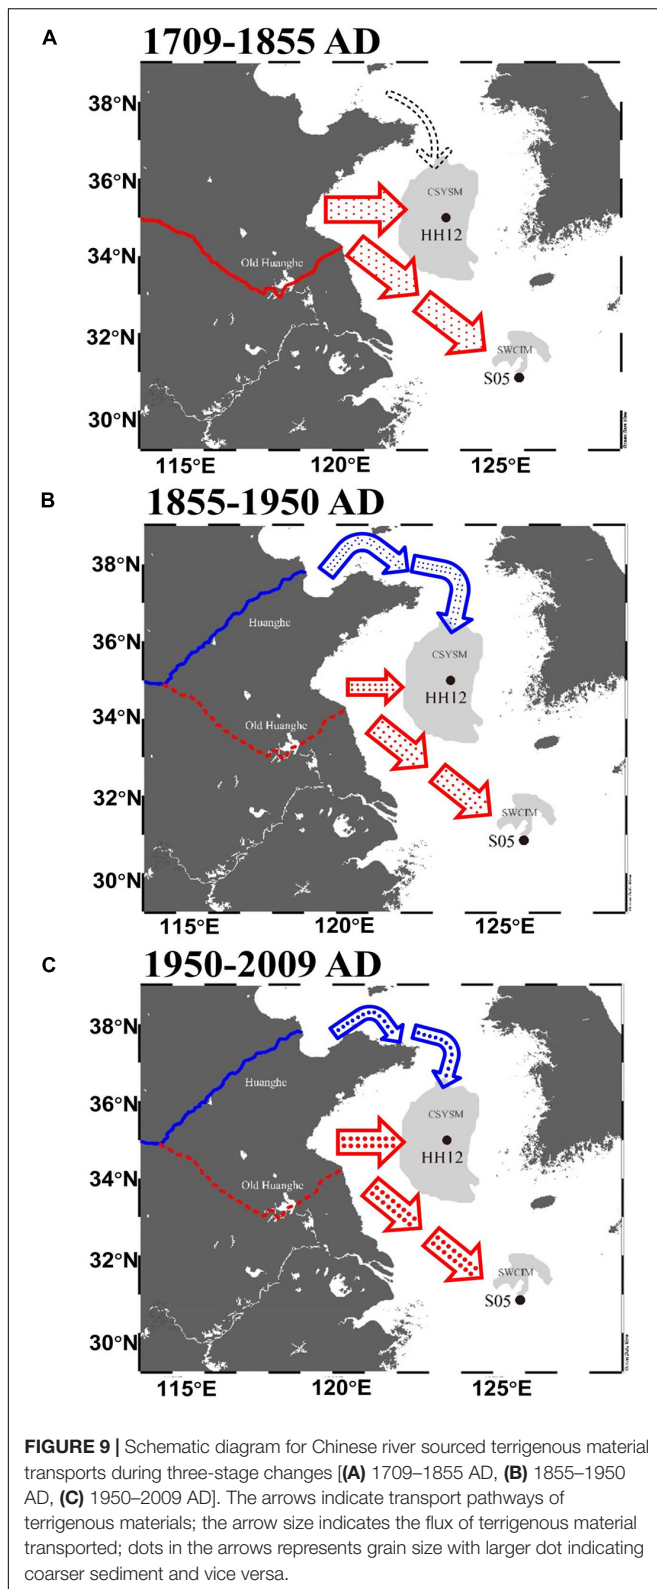 A
1709-1855 AD
38°N
36°N
CSYSM
HH12
34°N
Old Huanghe
32°N
SWCIM
S05
30°N
115°E 120°E 125°E
B
1855-1950 AD
38°N
Huanghe
36°N
CSYSM
HH12
34°N
Old Huanghe
32°N
SWCIM
S05
30°N
115°E 120°E 125°E
C
1950-2009 AD
38°N
Huanghe
36°N
CSYSM
HH12
34°N
Old Huanghe
32°N
SWCIM
S05
30°N
115°E 120°E 125°E
FIGURE 9 | Schematic diagram for Chinese river sourced terrigenous material
transports during three-stage changes [(A) 1709–1855 AD, (B) 1855–1950
AD, (C) 1950–2009 AD]. The arrows indicate transport pathways of
terrigenous materials; the arrow size indicates the flux of terrigenous material
transported; dots in the arrows represents grain size with larger dot indicating
coarser sediment and vice versa.